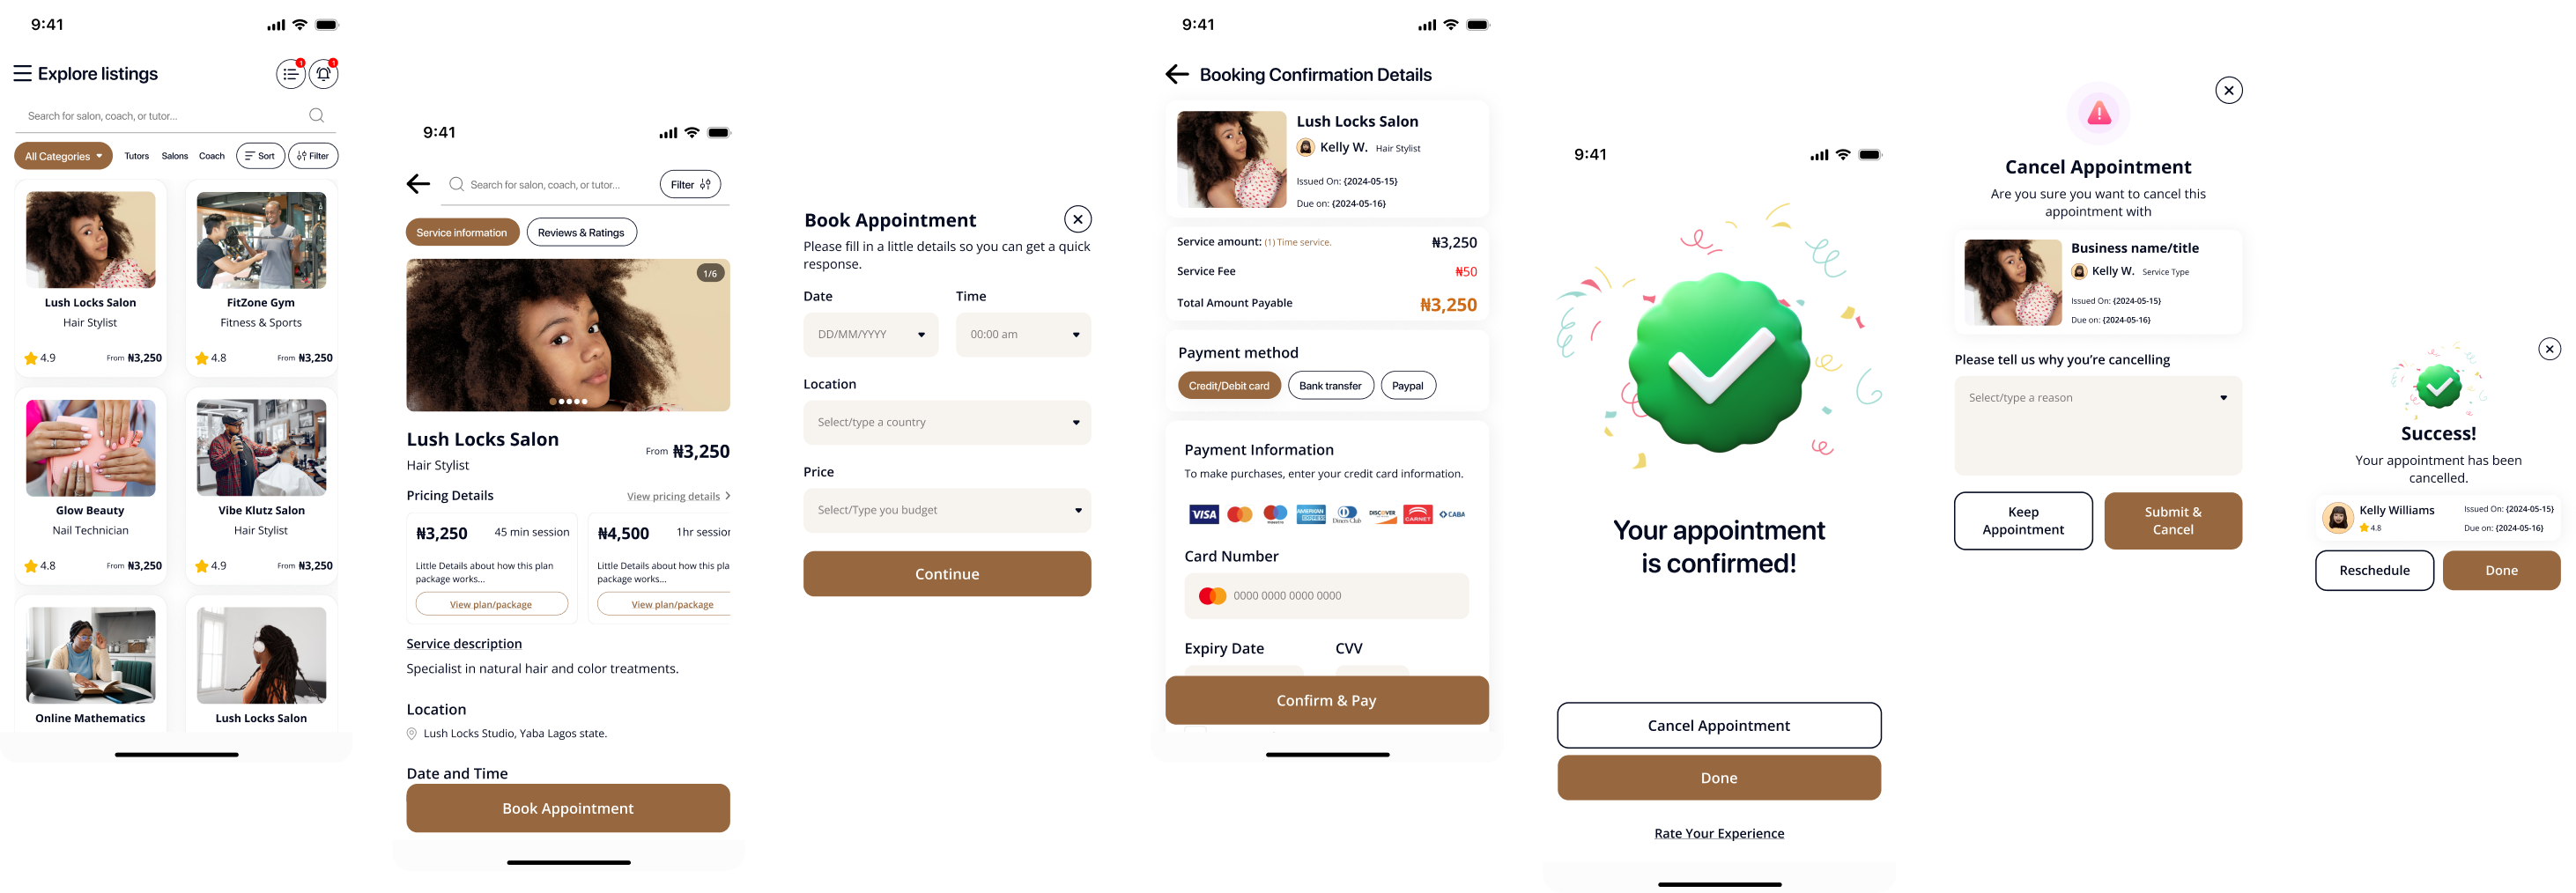 9:41
Explore listings
1
1
Search for salon, coach, or tutor...
All Categories
Tutors
Salons
Coach
Sort
Filter
Lush Locks Salon
Hair Stylist
4.9
From ₦3,250
FitZone Gym
Fitness & Sports
4.8
From ₦3,250
Glow Beauty
Nail Technician
4.8
From ₦3,250
Vibe Klutz Salon
Hair Stylist
4.9
From ₦3,250
Online Mathematics
Lush Locks Salon
9:41
Search for salon, coach, or tutor...
Filter
Service information
Reviews & Ratings
1/6
Lush Locks Salon
Hair Stylist
From ₦3,250
Pricing Details
View pricing details
₦3,250
45 min session
Little Details about how this plan
package works...
View plan/package
₦4,500
1hr session
Little Details about how this pla
package works...
View plan/package
Service description
Specialist in natural hair and color treatments.
Location
Lush Locks Studio, Yaba Lagos state.
Date and Time
Book Appointment
Book Appointment
Please fill in a little details so you can get a quick
response.
Date
Time
DD/MM/YYYY
00:00 am
Location
Select/type a country
Price
Select/Type you budget
Continue
9:41
Booking Confirmation Details
Lush Locks Salon
Kelly W. Hair Stylist
Issued On: {2024-05-15}
Due on: {2024-05-16}
Service amount: (1) Time service.
₦3,250
Service Fee
₦50
Total Amount Payable
₦3,250
Payment method
Credit/Debit card
Bank transfer
Paypal
Payment Information
To make purchases, enter your credit card information.
VISA
AMERICAN EXPRESS
Diners Club
DISCOVER
CARNET
CABA
Card Number
0000 0000 0000 0000
Expiry Date
CVV
Confirm & Pay
9:41
Your appointment
is confirmed!
Cancel Appointment
Done
Rate Your Experience
Cancel Appointment
Are you sure you want to cancel this
appointment with
Business name/title
Kelly W. Service Type
Issued On: {2024-05-15}
Due on: {2024-05-16}
Please tell us why you're cancelling
Select/type a reason
Keep
Appointment
Submit &
Cancel
Success!
Your appointment has been
cancelled.
Kelly Williams
4.8
Issued On: {2024-05-15}
Due on: {2024-05-16}
Reschedule
Done